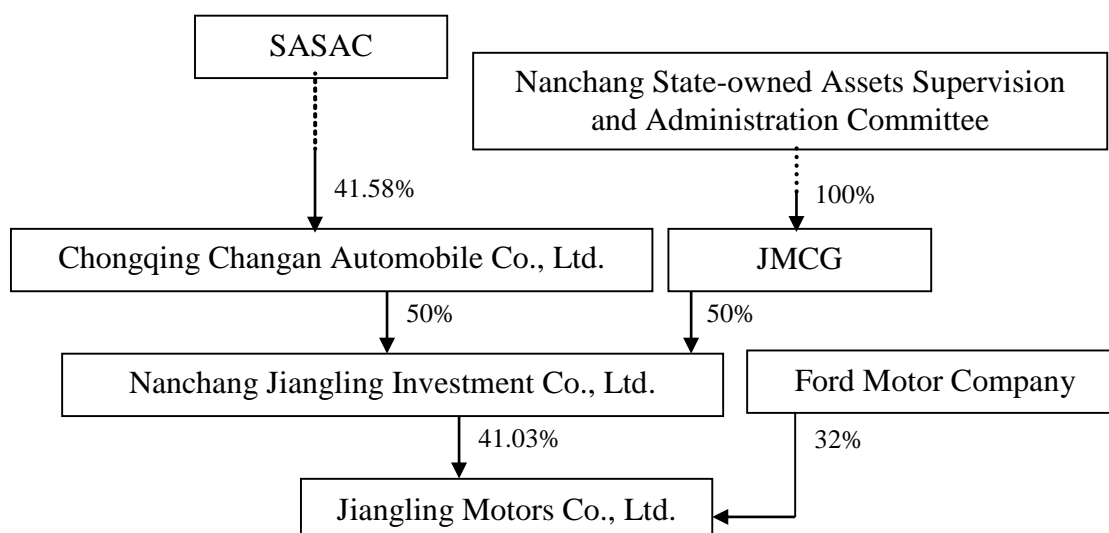 SASAC
Nanchang State-owned Assets Supervision
and Administration Committee
41.58%
100%
Chongqing Changan Automobile Co., Ltd.
JMCG
50%
50%
Nanchang Jiangling Investment Co., Ltd.
Ford Motor Company
41.03%
32%
Jiangling Motors Co., Ltd.